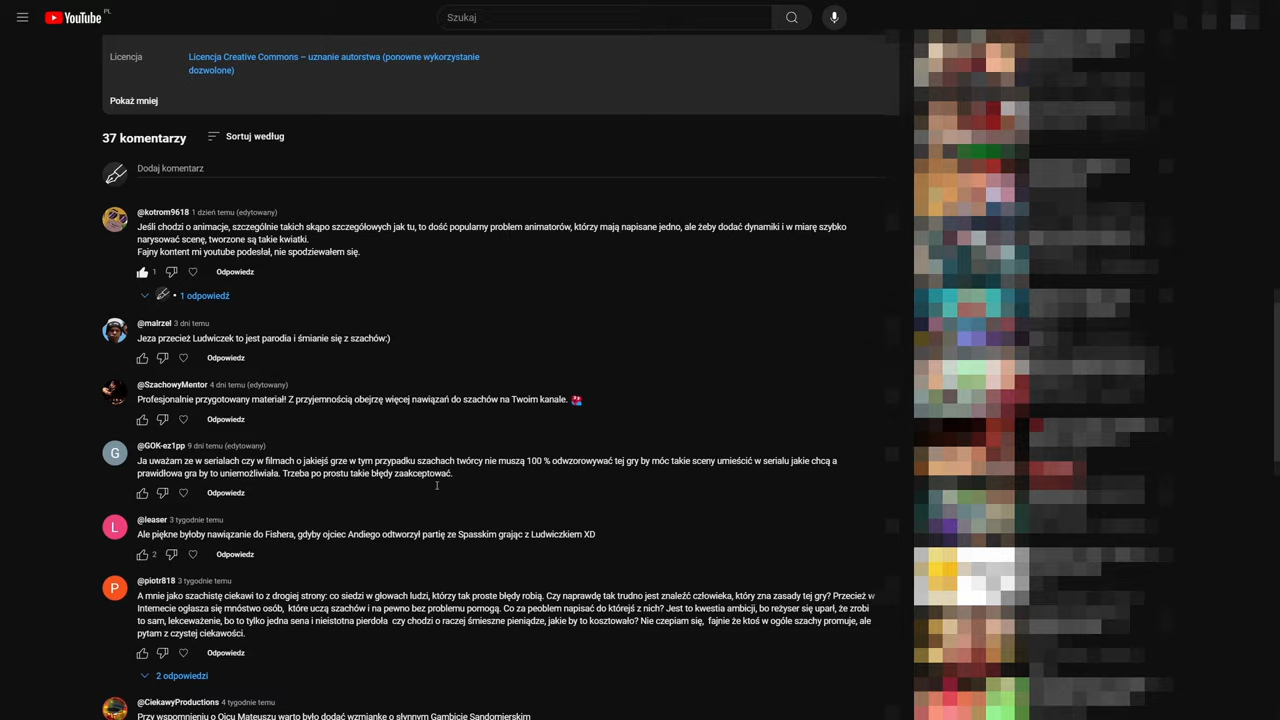 YouTube PL
Szukaj
Licencja
Licencja Creative Commons – uznanie autorstwa (ponowne wykorzystanie
dozwolone)
Pokaż mniej
37 komentarzy
Sortuj według
Dodaj komentarz
@kotrom9618 1 dzień temu (edytowany)
Jeśli chodzi o animacje, szczególnie takich skąpo szczegółowych jak tu, to dość popularny problem animatorów, którzy mają napisane jedno, ale żeby dodać dynamiki i w miarę szybko
narysować scenę, tworzone są takie kwiatki.
Fajny kontent mi youtube podesłał, nie spodziewałem się.
1
Odpowiedz
• 1 odpowiedź
@malrzel 3 dni temu
Jeza przecież Ludwiczek to jest parodia i śmianie się z szachów:)
Odpowiedz
@SzachowyMentor 4 dni temu (edytowany)
Profesjonalnie przygotowany materiał! Z przyjemnością obejrzę więcej nawiązań do szachów na Twoim kanale.
Odpowiedz
G
@GOK-ez1pp 9 dni temu (edytowany)
Ja uważam ze w serialach czy w filmach o jakiejś grze w tym przypadku szachach twórcy nie muszą 100 % odwzorowywać tej gry by móc takie sceny umieścić w serialu jakie chcą a
prawidłowa gra by to uniemożliwiała. Trzeba po prostu takie błędy zaakceptować.
Odpowiedz
L
@leaser 3 tygodnie temu
Ale piękne byłoby nawiązanie do Fishera, gdyby ojciec Andiego odtworzył partię ze Spasskim grając z Ludwiczkiem XD
2
Odpowiedz
P
@piotr818 3 tygodnie temu
A mnie jako szachistę ciekawi to z drogiej strony: co siedzi w głowach ludzi, którzy tak proste błędy robią. Czy naprawdę tak trudno jest znaleźć człowieka, który zna zasady tej gry? Przecież w
Internecie ogłasza się mnóstwo osób, które uczą szachów i na pewno bez problemu pomogą. Co za peoblem napisać do którejś z nich? Jest to kwestia ambicji, bo reżyser się uparł, że zrobi
to sam, lekceważenie, bo to tylko jedna sena i nieistotna pierdoła czy chodzi o raczej śmieszne pieniądze, jakie by to kosztowało? Nie czepiam się, fajnie że ktoś w ogóle szachy promuje, ale
pytam z czystej ciekawości.
Odpowiedz
2 odpowiedzi
@CiekawyProductions 4 tygodnie temu
Przy wspomnieniu o Ojcu Mateuszu warto było dodać wzmiankę o słynnym Gambicie Sandomierskim